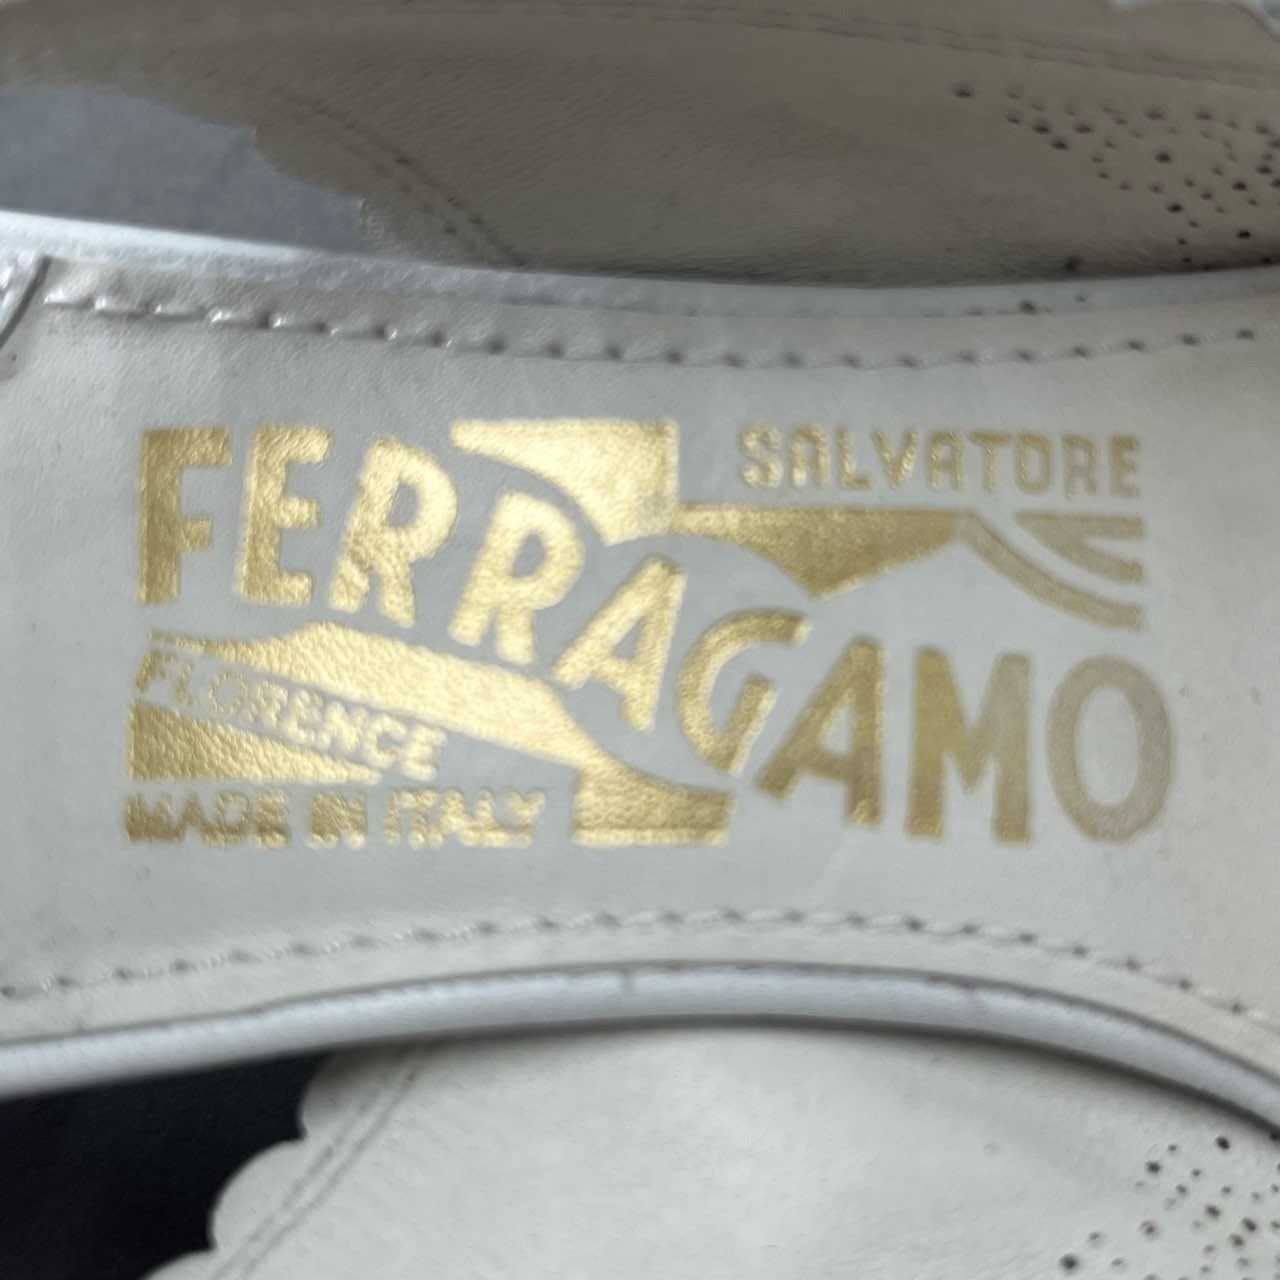 SALVATORE
FERRAGAMO
FLORENCE
MADE IN ITALY